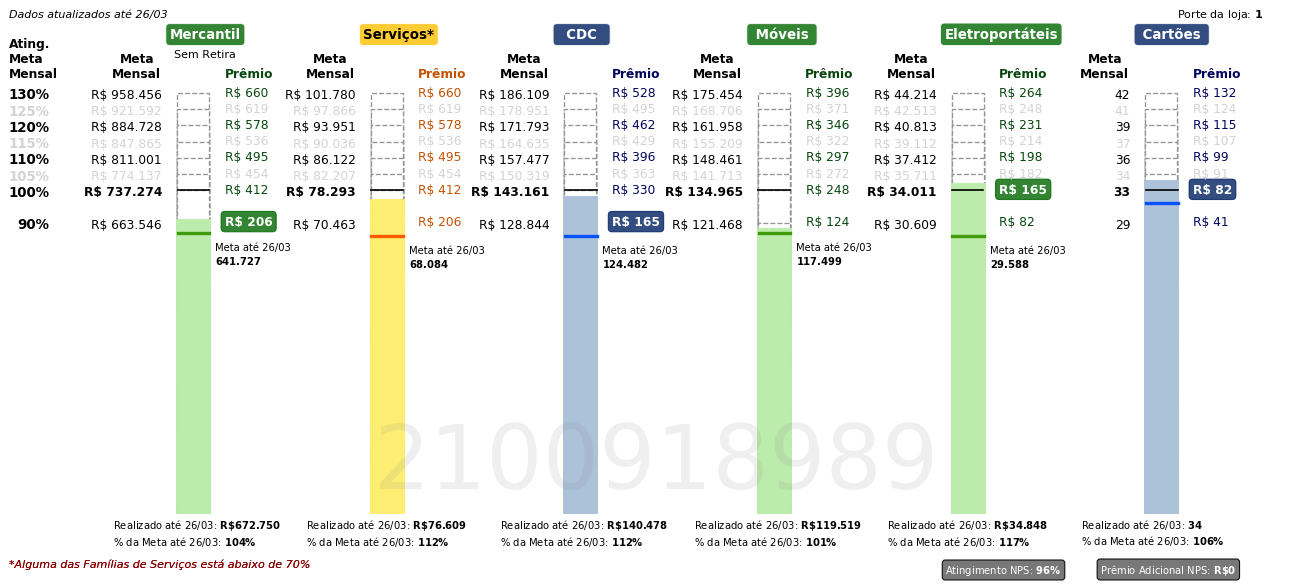 Dados atualizados até 26/03
Porte da loja: 1
Mercantil Serviços* CDC Móveis Eletroportáteis Cartões
Sem Retira
Ating. Meta Mensal
Meta Mensal Prêmio Meta Mensal Prêmio Meta Mensal Prêmio Meta Mensal Prêmio Meta Mensal Prêmio Meta Mensal Prêmio
130% R$ 958.456 R$ 660 R$ 101.780 R$ 660 R$ 186.109 R$ 528 R$ 175.454 R$ 396 R$ 44.214 R$ 264 42 R$ 132
125% R$ 921.592 R$ 619 R$ 97.866 R$ 619 R$ 178.951 R$ 495 R$ 168.706 R$ 371 R$ 42.513 R$ 248 41 R$ 124
120% R$ 884.728 R$ 578 R$ 93.951 R$ 578 R$ 171.793 R$ 462 R$ 161.958 R$ 346 R$ 40.813 R$ 231 39 R$ 115
115% R$ 847.865 R$ 536 R$ 90.036 R$ 536 R$ 164.635 R$ 429 R$ 155.209 R$ 322 R$ 39.112 R$ 214 37 R$ 107
110% R$ 811.001 R$ 495 R$ 86.122 R$ 495 R$ 157.477 R$ 396 R$ 148.461 R$ 297 R$ 37.412 R$ 198 36 R$ 99
105% R$ 774.137 R$ 454 R$ 82.207 R$ 454 R$ 150.319 R$ 363 R$ 141.713 R$ 272 R$ 35.711 R$ 182 34 R$ 91
100% R$ 737.274 R$ 412 R$ 78.293 R$ 412 R$ 143.161 R$ 330 R$ 134.965 R$ 248 R$ 34.011 R$ 165 33 R$ 82
90% R$ 663.546 R$ 206 R$ 70.463 R$ 206 R$ 128.844 R$ 165 R$ 121.468 R$ 124 R$ 30.609 R$ 82 29 R$ 41
Meta até 26/03 Meta até 26/03 Meta até 26/03 Meta até 26/03 Meta até 26/03
641.727 68.084 124.482 117.499 29.588
2100918989
Realizado até 26/03: R$672.750 Realizado até 26/03: R$76.609 Realizado até 26/03: R$140.478 Realizado até 26/03: R$119.519 Realizado até 26/03: R$34.848 Realizado até 26/03: 34
% da Meta até 26/03: 104% % da Meta até 26/03: 112% % da Meta até 26/03: 112% % da Meta até 26/03: 101% % da Meta até 26/03: 117% % da Meta até 26/03: 106%
*Alguma das Famílias de Serviços está abaixo de 70%
Atingimento NPS: 96% Prêmio Adicional NPS: R$0